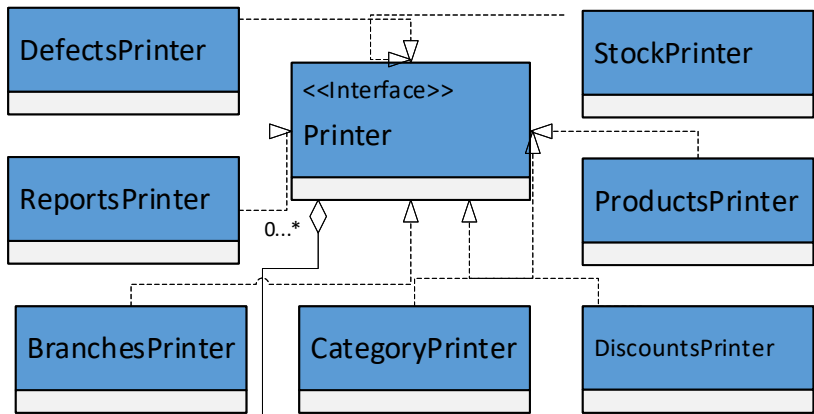 DefectsPrinter
StockPrinter
<<Interface>>
Printer
ReportsPrinter
ProductsPrinter
0...*
BranchesPrinter
CategoryPrinter
DiscountsPrinter